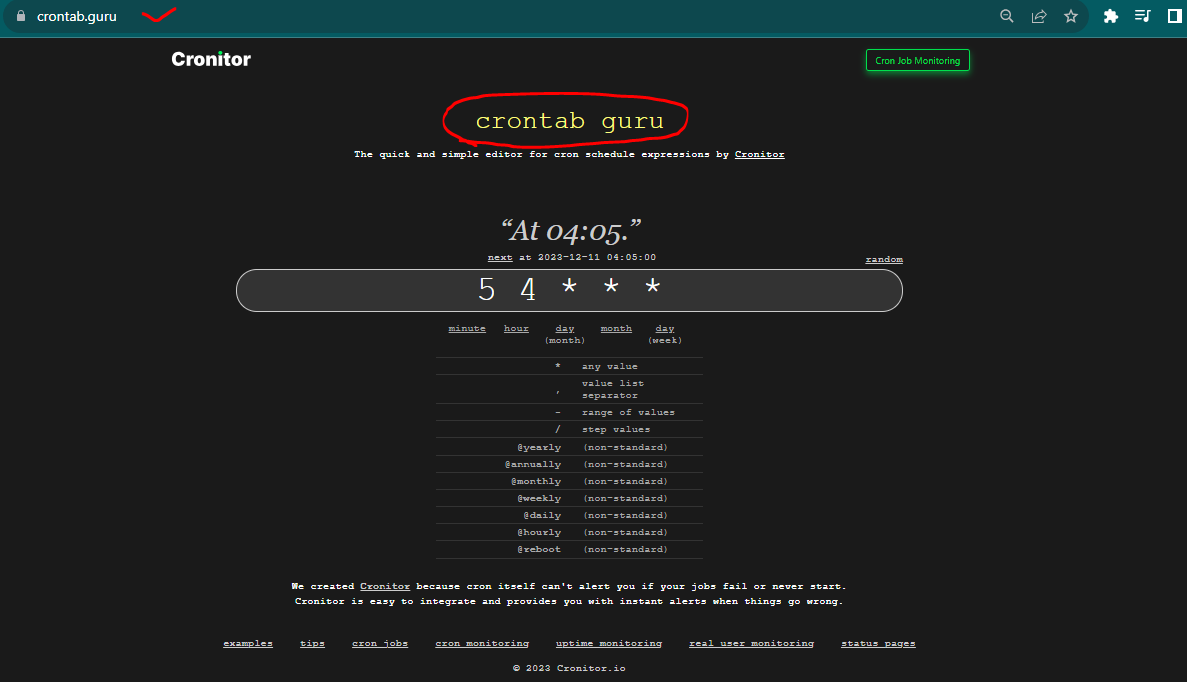 crontab.guru
Cronitor
Cron Job Monitoring
crontab guru
The quick and simple editor for cron schedule expressions by Cronitor
“At 04:05.”
next at 2023-12-11 04:05:00
random
5 4 * * *
minute hour day (month) month day (week)
* any value
, value list separator
- range of values
/ step values
@yearly (non-standard)
@annually (non-standard)
@monthly (non-standard)
@weekly (non-standard)
@daily (non-standard)
@hourly (non-standard)
@reboot (non-standard)
We created Cronitor because cron itself can't alert you if your jobs fail or never start.
Cronitor is easy to integrate and provides you with instant alerts when things go wrong.
examples tips cron jobs cron monitoring uptime monitoring real user monitoring status pages
© 2023 Cronitor.io